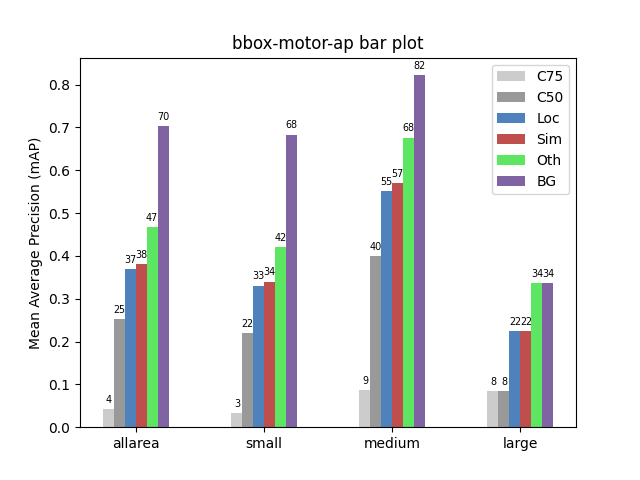 bbox-motor-ap bar plot
Mean Average Precision (mAP)
0.8
0.7
0.6
0.5
0.4
0.3
0.2
0.1
0.0
4 25 37 38 47 70
3 22 33 34 42 68
9 40 55 57 68 82
8 8 22 22 34 34
allarea small medium large
C75
C50
Loc
Sim
Oth
BG